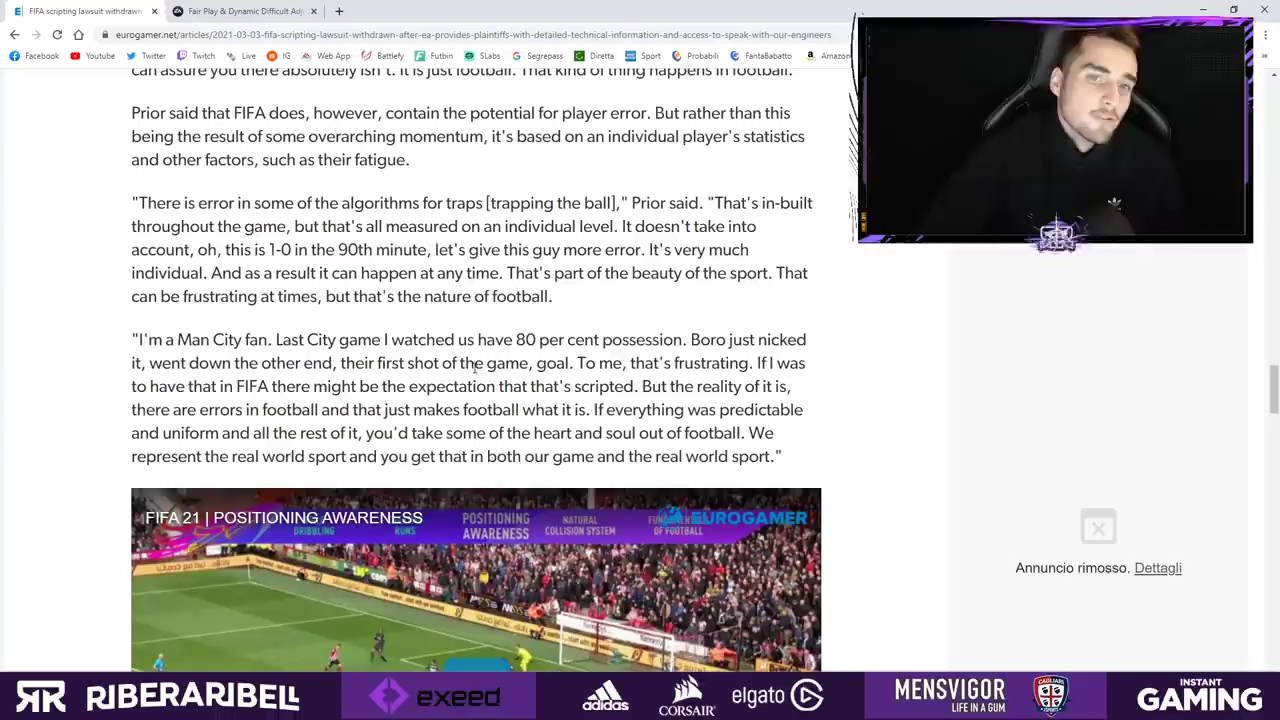 FIFA scripting lawsuit withdrawn
Fair Play & Dynamic Difficulty Adj
eurogamer.net/articles/2021-03-03-fifa-scripting-lawsuit-withdrawn-after-ea-provides-plaintiffs-with-detailed-technical-information-and-access-to-speak-with-our-engineers
Facebook Youtube Twitter Twitch Live IG App Battlefy Futbin GSlabs Segrepass Diretta Sport Probabili FantaBabatto Amazon
can assure you there absolutely isn't. It is just football. That kind of thing happens in football.
Prior said that FIFA does, however, contain the potential for player error. But rather than this
being the result of some overarching momentum, it's based on an individual player's statistics
and other factors, such as their fatigue.
"There is error in some of the algorithms for traps [trapping the ball]," Prior said. "That's in-built
throughout the game, but that's all measured on an individual level. It doesn't take into
account, oh, this is 1-0 in the 90th minute, let's give this guy more error. It's very much
individual. And as a result it can happen at any time. That's part of the beauty of the sport. That
can be frustrating at times, but that's the nature of football.
"I'm a Man City fan. Last City game I watched us have 80 per cent possession. Boro just nicked
it, went down the other end, their first shot of the game, goal. To me, that's frustrating. If I was
to have that in FIFA there might be the expectation that that's scripted. But the reality of it is,
there are errors in football and that just makes football what it is. If everything was predictable
and uniform and all the rest of it, you'd take some of the heart and soul out of football. We
represent the real world sport and you get that in both our game and the real world sport."
FIFA 21 | POSITIONING AWARENESS
EUROGAMER
DRIBBLING
RUNS
POSITIONING
AWARENESS
NATURAL
COLLISION SYSTEM
OF FOOTBALL
Annuncio rimosso. Dettagli
RIBERARIBELL
exeed
adidas
CORSAIR
elgato
MENSVIGOR
LIFE IN A GUM
CAGLIARI
INSTANT
GAMING